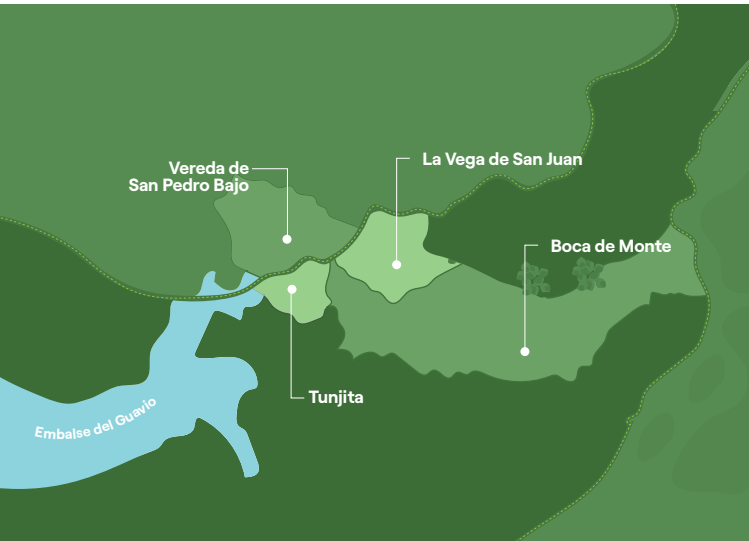 Vereda de
San Pedro Bajo
La Vega de San Juan
Boca de Monte
Tunjita
Embalse del Guavio